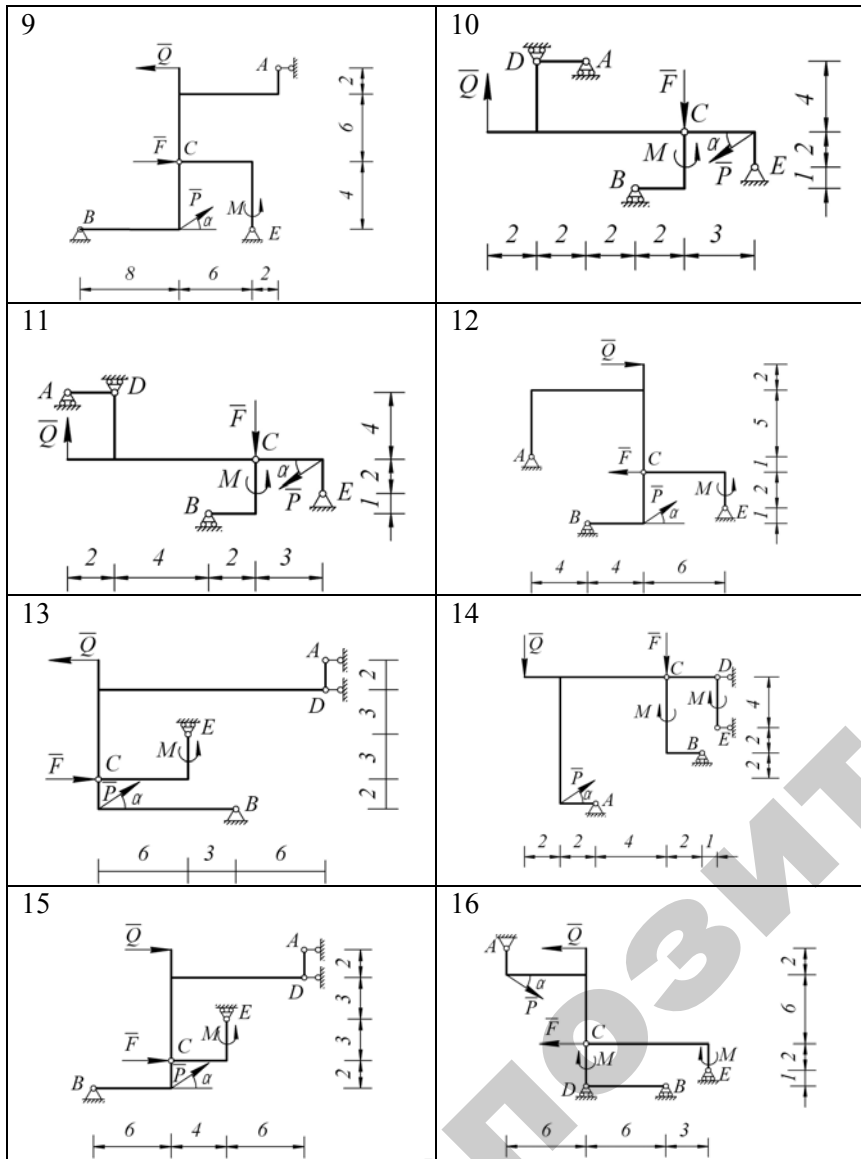 9
Q
A
F
C
B
P
α
M
E
2
6
4
8 6 2
10
D A
Q
F
C
M
α
P
B
E
4
2
1
2 2 2 2 3
11
A D
Q
F
C
M
α
P
B
E
4
2
1
2 4 2 3
12
Q
A
F
C
P
M
B
α
E
2
5
1
2
1
4 4 6
13
Q
A
D
E
M
F
C
P
α
B
2
3
3
2
6 3 6
14
Q
F
C
D
M
M
E
B
P
α
A
4
2
2
2 2 4 2 1
15
Q
A
D
E
M
F
C
P
B
α
2
3
3
2
6 4 6
16
A
Q
α
P
F
C
M
M
D
B
E
2
6
2
1
6 6 3
позит